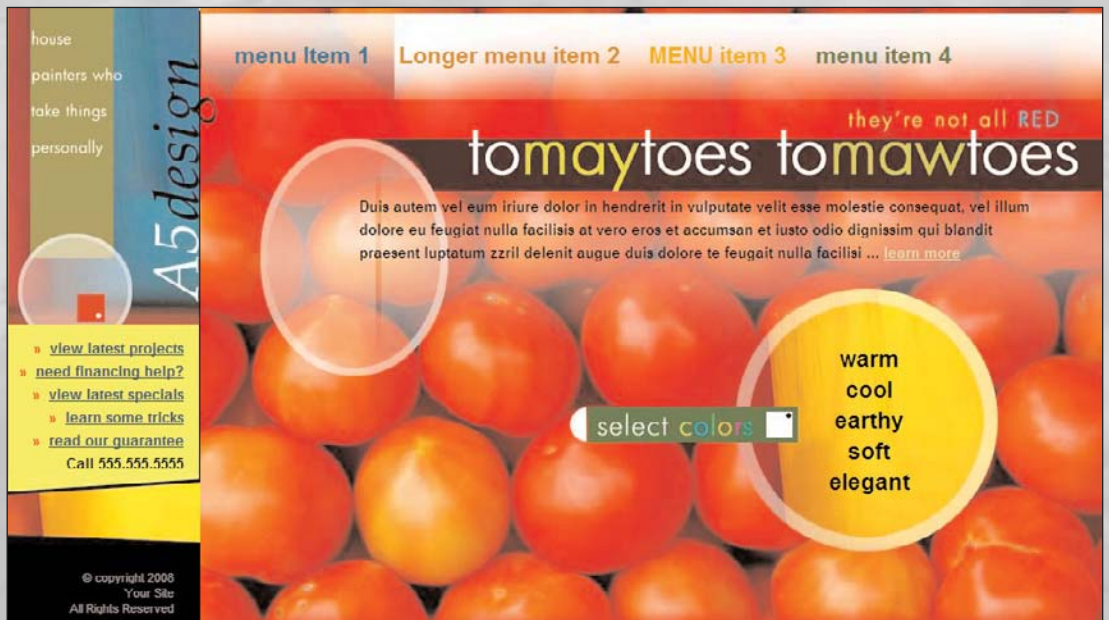 house
painters who
take things
personally
A5design
» view latest projects
» need financing help?
» view latest specials
» learn some tricks
» read our guarantee
Call 555.555.5555
© copyright 2008
Your Site
All Rights Reserved
menu Item 1 Longer menu item 2 MENU item 3 menu item 4
they're not all RED
tomaytoes tomawtoes
Duis autem vel eum iriure dolor in hendrerit in vulputate velit esse molestie consequat, vel illum
dolore eu feugiat nulla facilisis at vero eros et accumsan et iusto odio dignissim qui blandit
praesent luptatum zzril delenit augue duis dolore te feugait nulla facilisi ... learn more
select colors
warm
cool
earthy
soft
elegant